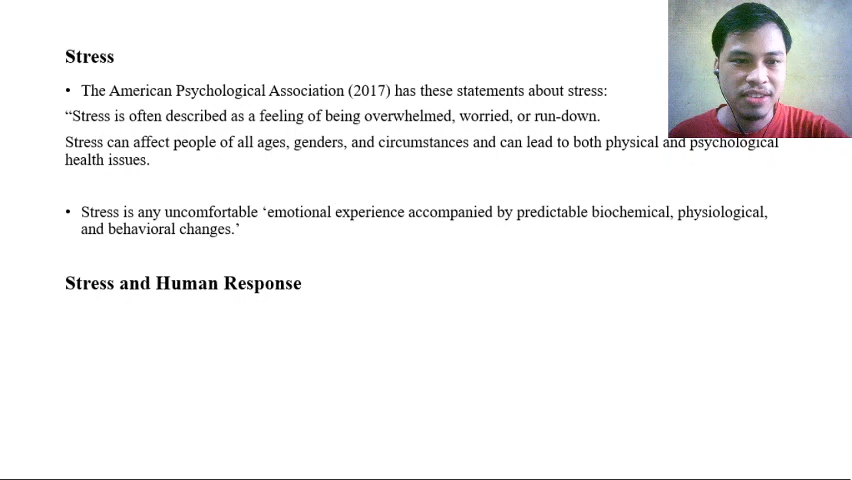 Stress
• The American Psychological Association (2017) has these statements about stress:
“Stress is often described as a feeling of being overwhelmed, worried, or run-down.
Stress can affect people of all ages, genders, and circumstances and can lead to both physical and psychological
health issues.
• Stress is any uncomfortable ‘emotional experience accompanied by predictable biochemical, physiological,
and behavioral changes.’
Stress and Human Response